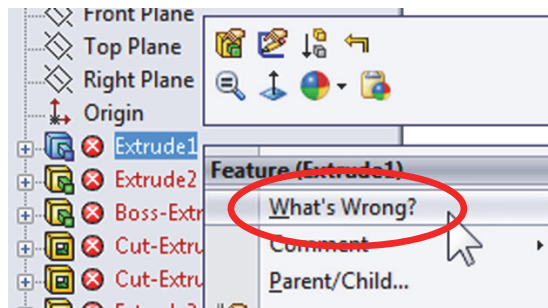 Front Plane
Top Plane
Right Plane
Origin
Extrude1
Extrude2
Boss-Extr
Cut-Extru
Cut-Extru
Feature (Extrude1)
What's Wrong?
Comment
Parent/Child...